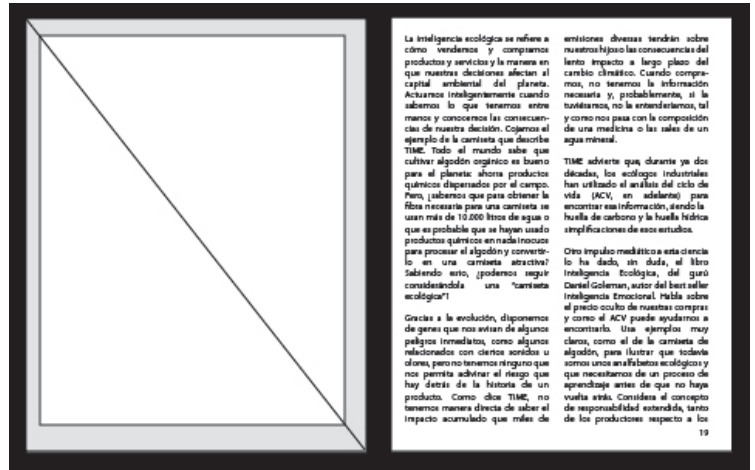 La inteligencia ecológica se refiere a
cómo vendemos y compramos
productos y servicios y la manera en
que nuestras decisiones afectan al
capital ambiental del planeta.
Actuamos inteligentemente cuando
sabemos lo que tenemos entre
manos y conocemos las consecuen-
cias de nuestra decisión. Cojamos el
ejemplo de la camiseta que describe
TIME. Todo el mundo sabe que
cultivar algodón orgánico es bueno
para el planeta: ahorra productos
químicos dispersados por el campo.
Pero, ¿sabemos que para obtener la
fibra necesaria para una camiseta se
usan más de 10.000 litros de agua o
que es probable que se hayan usado
productos químicos en nada inocuos
para procesar el algodón y convertir-
lo en una camiseta atractiva?
Sabiendo esto, ¿podemos seguir
considerándola una "camiseta
ecológica"?
Gracias a la evolución, disponemos
de genes que nos avisan de algunos
peligros inmediatos, como algunos
relacionados con ciertos sonidos u
olores, pero no tenemos ninguno que
nos permita adivinar el riesgo que
hay detrás de la historia de un
producto. Como dice TIME, no
tenemos manera directa de saber el
impacto acumulado que miles de
emisiones diversas tendrán sobre
nuestros hijos o las consecuencias del
lento impacto a largo plazo del
cambio climático. Cuando compra-
mos, no tenemos la información
necesaria y, probablemente, si la
tuviéramos, no la entenderíamos, tal
y como nos pasa con la composición
de una medicina o las sales de un
agua mineral.
TIME advierte que, durante ya dos
décadas, los ecólogos industriales
han utilizado el análisis del ciclo de
vida (ACV, en adelante) para
encontrar esa información, siendo la
huella de carbono y la huella hídrica
simplificaciones de esos estudios.
Otro impulso mediático a esta ciencia
lo ha dado, sin duda, el libro
Inteligencia Ecológica, del gurú
Daniel Goleman, autor del best seller
Inteligencia Emocional. Habla sobre
el precio oculto de nuestras compras
y como el ACV puede ayudarnos a
encontrarlo. Usa ejemplos muy
claros, como el de la camiseta de
algodón, para ilustrar que todavía
somos unos analfabetos ecológicos y
que necesitamos de un proceso de
aprendizaje antes de que no haya
vuelta atrás. Considera el concepto
de responsabilidad extendida, tanto
de los productores respecto a los
19